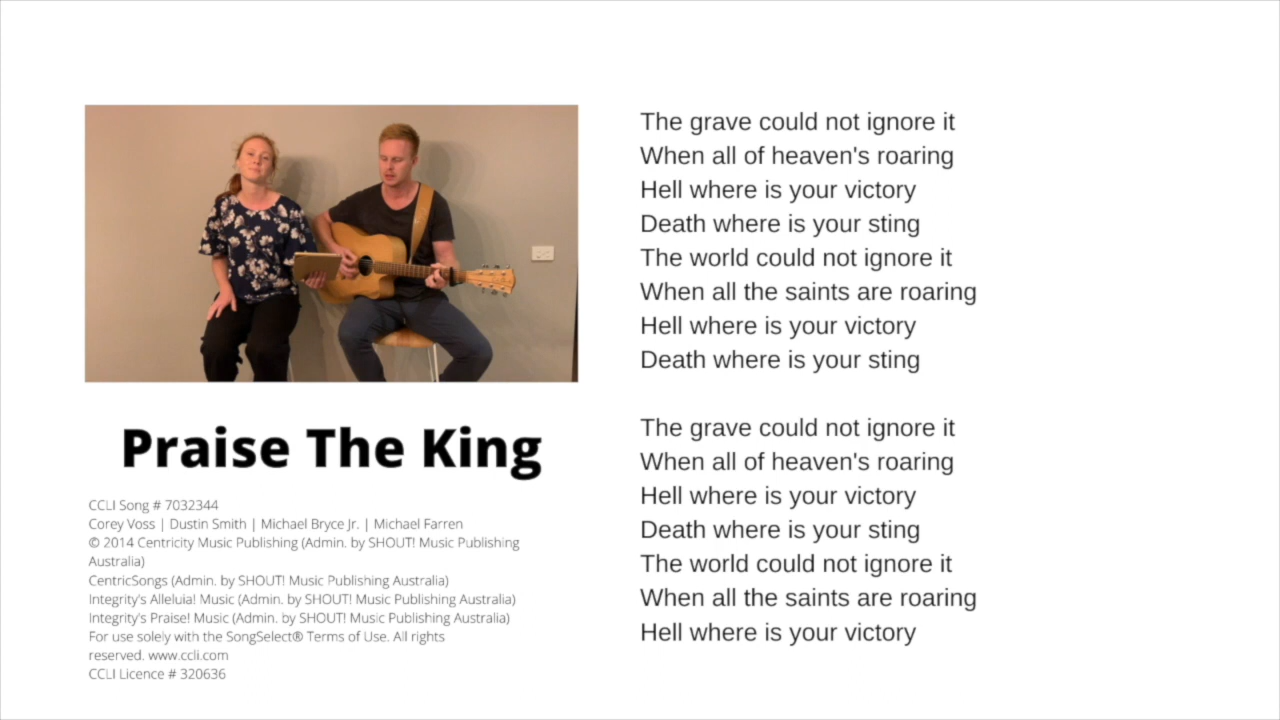 Praise The King
CCLI Song # 7032344
Corey Voss | Dustin Smith | Michael Bryce Jr. | Michael Farren
© 2014 Centricity Music Publishing (Admin. by SHOUT! Music Publishing
Australia)
CentricSongs (Admin. by SHOUT! Music Publishing Australia)
Integrity's Alleluia! Music (Admin. by SHOUT! Music Publishing Australia)
Integrity's Praise! Music (Admin. by SHOUT! Music Publishing Australia)
For use solely with the SongSelect® Terms of Use. All rights
reserved. www.ccli.com
CCLI Licence # 320636
The grave could not ignore it
When all of heaven's roaring
Hell where is your victory
Death where is your sting
The world could not ignore it
When all the saints are roaring
Hell where is your victory
Death where is your sting
The grave could not ignore it
When all of heaven's roaring
Hell where is your victory
Death where is your sting
The world could not ignore it
When all the saints are roaring
Hell where is your victory